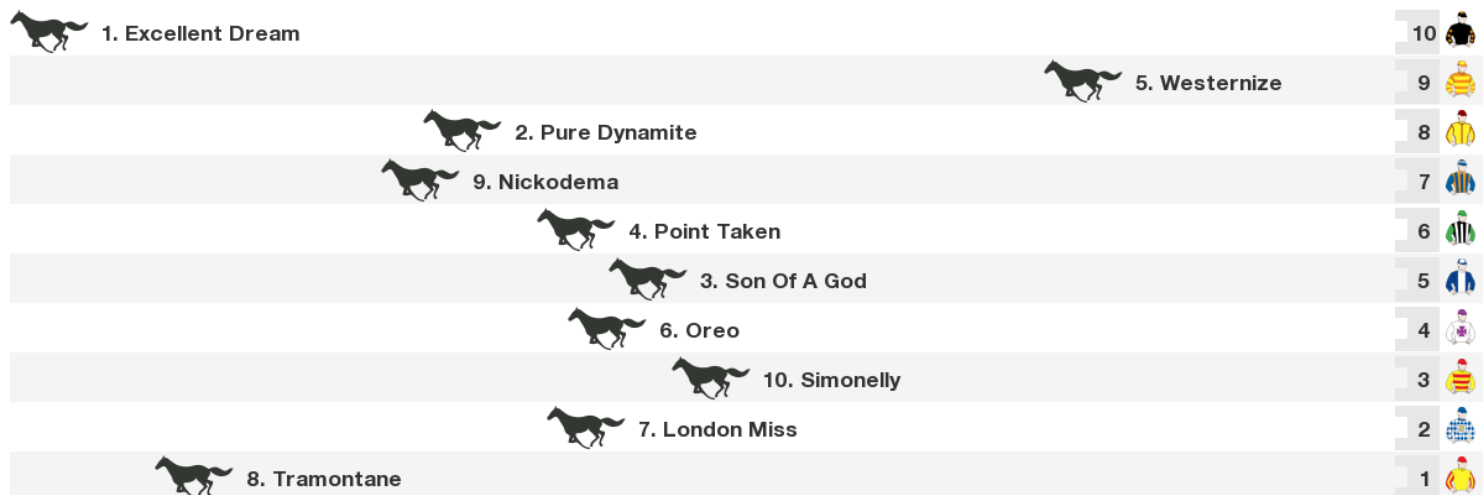 1. Excellent Dream 10
5. Westernize 9
2. Pure Dynamite 8
9. Nickodema 7
4. Point Taken 6
3. Son Of A God 5
6. Oreo 4
10. Simonelly 3
7. London Miss 2
8. Tramontane 1